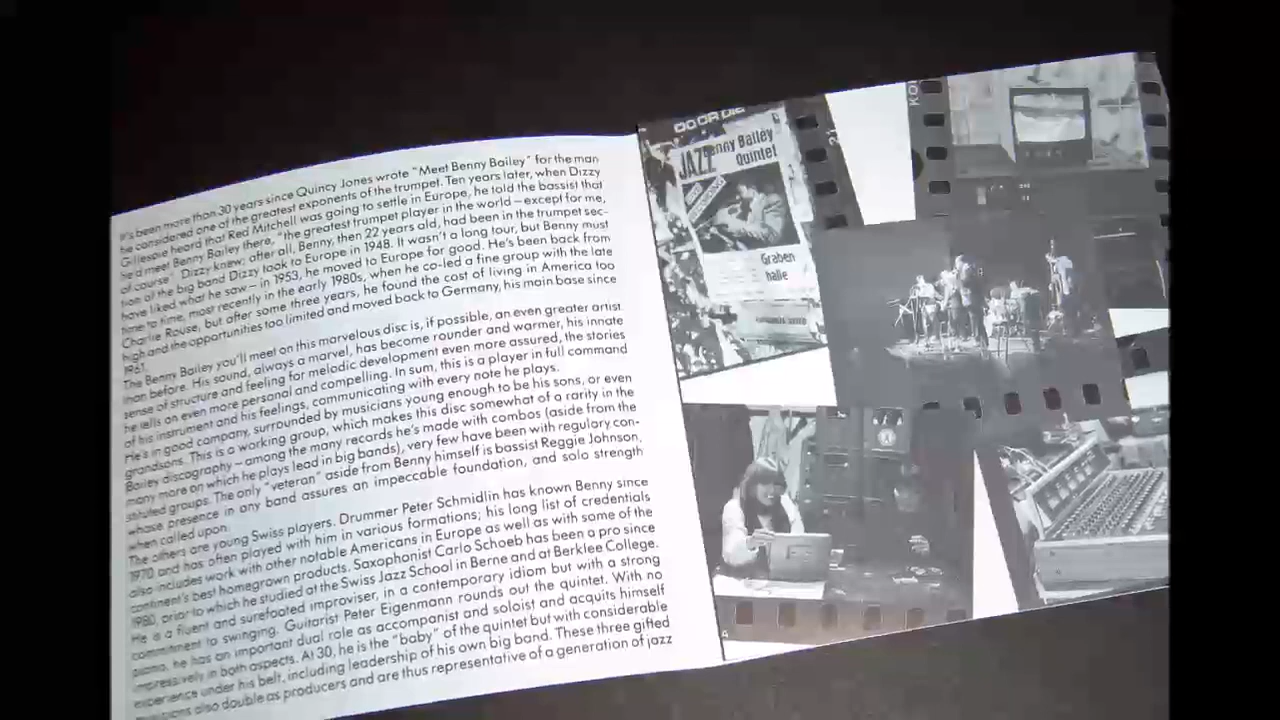 It's been more than 30 years since Quincy Jones wrote “Meet Benny Bailey” for the man
he considered one of the greatest exponents of the trumpet. Ten years later, when Dizzy
Gillespie heard that Red Mitchell was going to settle in Europe, he told the bassist that
he'd meet Benny Bailey there, “the greatest trumpet player in the world – except for me,
of course”. Dizzy knew; after all, Benny, then 22 years old, had been in the trumpet sec-
tion of the big band Dizzy took to Europe in 1948. It wasn't a long tour, but Benny must
have liked what he saw – in 1953, he moved to Europe for good. He's been back from
time to time, most recently in the early 1980s, when he co-led a fine group with the late
Charlie Rouse, but after some three years, he found the cost of living in America too
high and the opportunities too limited and moved back to Germany, his main base since
1961.
The Benny Bailey you'll meet on this marvelous disc is, if possible, an even greater artist
than before. His sound, always a marvel, has become rounder and warmer, his innate
sense of structure and feeling for melodic development even more assured, the stories
he tells an even more personal and compelling. In sum, this is a player in full command
of his instrument and his feelings, communicating with every note he plays.
He's in good company, surrounded by musicians young enough to be his sons, or even
grandsons. This is a working group, which makes this disc somewhat of a rarity in the
Bailey discography – among the many records he's made with combos (aside from the
many more on which he plays lead in big bands), very few have been with regulary con-
stituted groups. The only “veteran” aside from Benny himself is bassist Reggie Johnson,
whose presence in any band assures an impeccable foundation, and solo strength
when called upon.
The others are young Swiss players. Drummer Peter Schmidlin has known Benny since
1970 and has often played with him in various formations; his long list of credentials
also includes work with other notable Americans in Europe as well as with some of the
continent's best homegrown products. Saxophonist Carlo Schoeb has been a pro since
1980, prior to which he studied at the Swiss Jazz School in Berne and at Berklee College.
He is a fluent and surefooted improviser, in a contemporary idiom but with a strong
commitment to swinging. Guitarist Peter Eigenmann rounds out the quintet. With no
piano, he has an important dual role as accompanist and soloist and acquits himself
impressively in both aspects. At 30, he is the “baby” of the quintet but with considerable
experience under his belt, including leadership of his own big band. These three gifted
musicians also double as producers and are thus representative of a generation of jazz
DO OR DIE
JAZZ
Benny Bailey
Quintet
Graben
halle
21
KO